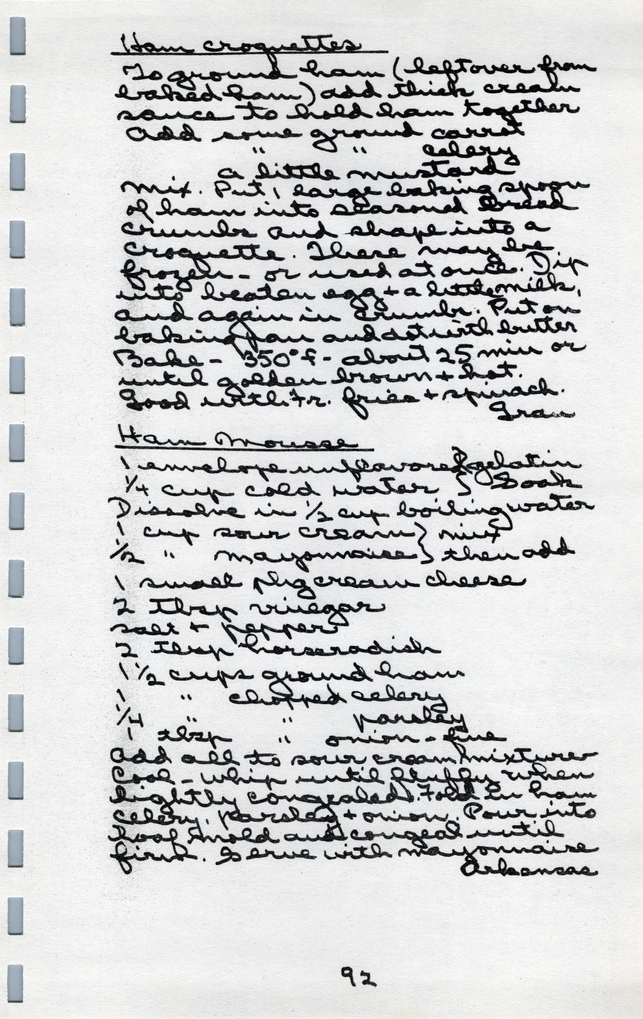 Ham croquettes
To ground ham (leftover from
baked ham) add thick cream
sauce to hold ham together
Add some ground carrot
" " celery
a little mustard
Mix. Put 1 large baking spoon
of ham into seasoned bread
crumbs and shape into a
croquette. These may be
frozen - or used at once. Dip
into beaten egg + a little milk,
and again in crumbs. Put on
baking pan and dot with butter
Bake - 350° f - about 25 min or
until golden brown + hot.
Good with Fr. fries + spinach.
Gran
Ham Mousse
1 envelope unflavored } gelatin
1/4 cup cold water } Soak
Dissolve in 1/2 cup boiling water
1 cup sour cream } mix
1/2 " mayonnaise } then add
1 small pkg cream cheese
2 Tbsp vinegar
salt + pepper
2 tbsp horseradish
1 1/2 cups ground ham
1 " chopped celery
1/4 " " parsley
1 tbsp " onion - fine
Add all to sour cream mixture
Cool - whip until fluffy when
lightly congealed. Fold in ham
celery, parsley + onion. Pour into
loaf mold and congeal until
firm. Serve with mayonnaise
Arkansas
92